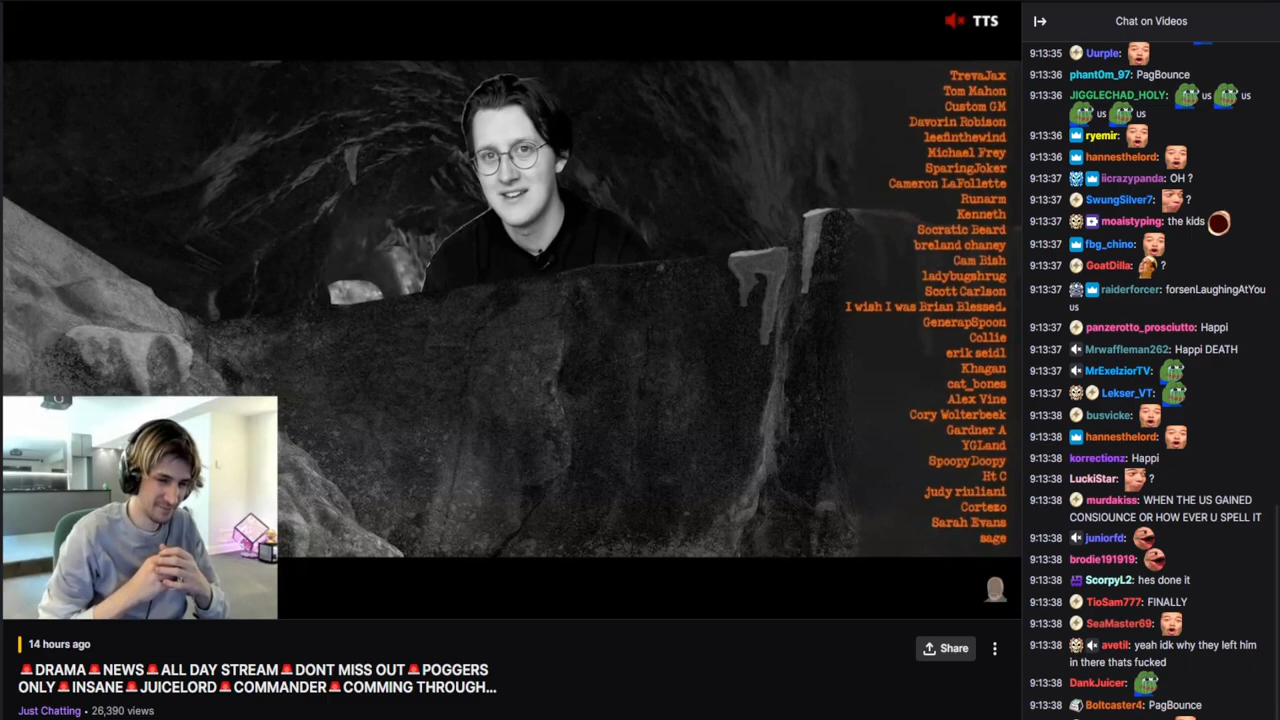 TTS
TrevaJax
Tom Mahon
Custom GM
Davorin Robison
leefinthewind
Michael Frey
SparingJoker
Cameron LaFollette
Runarm
Kenneth
Socratic Beard
breland chaney
Cam Bish
ladybugshrug
Scott Carlson
I wish I was Brian Blessed.
GenerapSpoon
Collie
erik seidl
Khagan
cat_bones
Alex Vine
Cory Wolterbeek
Gardner A
YGLand
SpoopyDoopy
Ht C
judy riuliani
Cortezo
Sarah Evans
sage
14 hours ago
Share
DRAMA NEWS ALL DAY STREAM DONT MISS OUT POGGERS
ONLY INSANE JUICELORD COMMANDER COMMING THROUGH...
Just Chatting • 26,390 views
Chat on Videos
9:13:35 Uurple:
9:13:36 phant0m_97: PagBounce
9:13:36 JIGGLECHAD_HOLY: us us
us us
9:13:36 ryemir:
9:13:36 hannesthelord:
9:13:37 iicrazypanda: OH ?
9:13:37 SwungSilver7: ?
9:13:37 moaistyping: the kids
9:13:37 fbg_chino:
9:13:37 GoatDilla: ?
9:13:37 raiderforcer: forsenLaughingAtYou
us
9:13:37 panzerotto_prosciutto: Happi
9:13:37 Mrwaffleman262: Happi DEATH
9:13:37 MrExelziorTV:
9:13:37 Lekser_VT:
9:13:38 busvicke:
9:13:38 hannesthelord:
9:13:38 korrectionz: Happi
9:13:38 LuckiStar: ?
9:13:38 murdakiss: WHEN THE US GAINED
CONSIOUNCE OR HOW EVER U SPELL IT
9:13:38 juniorfd:
9:13:38 brodie191919:
9:13:38 ScorpyL2: hes done it
9:13:38 TioSam777: FINALLY
9:13:38 SeaMaster69:
9:13:38 avetil: yeah idk why they left him
in there thats fucked
9:13:38 DankJuicer:
9:13:38 Boltcaster4: PagBounce